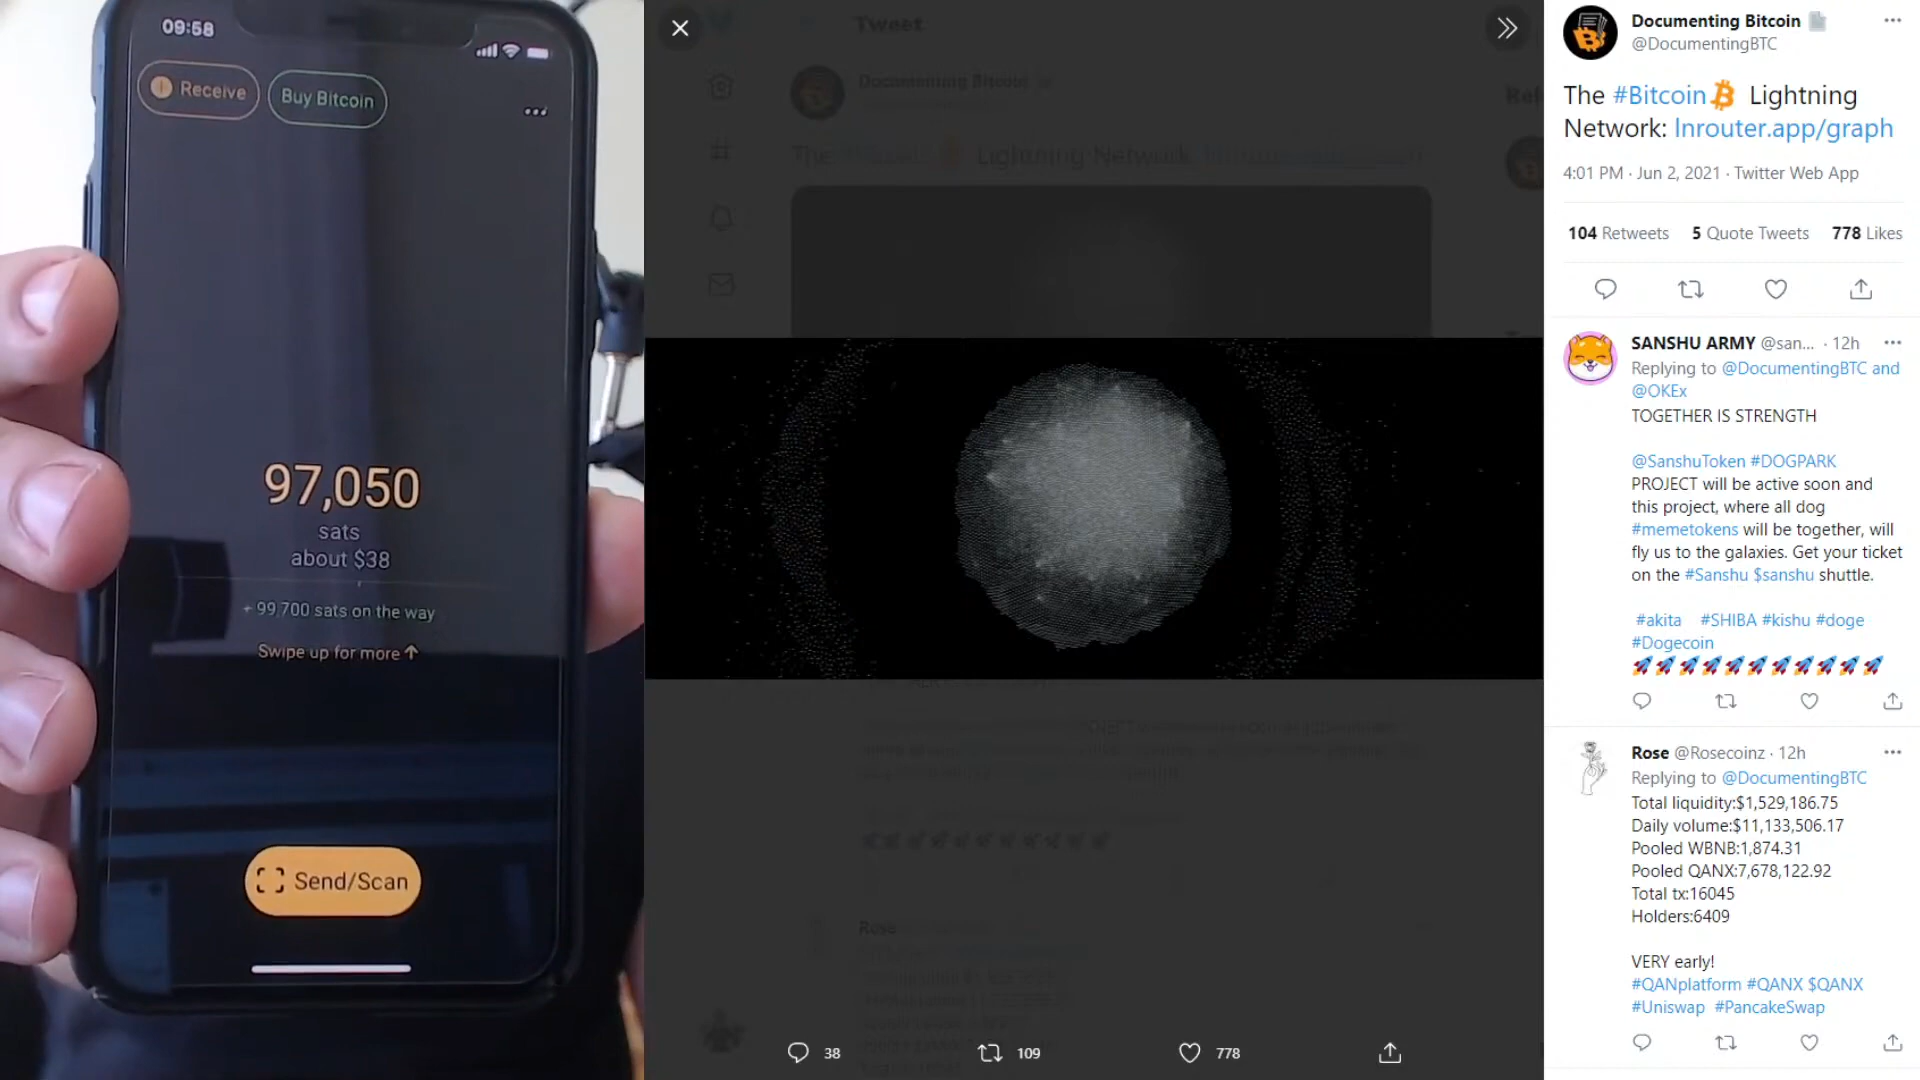 09:58
Receive
Buy Bitcoin
97,050
sats
about $38
+ 99,700 sats on the way
Swipe up for more ↑
Send/Scan
Tweet
Documenting Bitcoin
The Bitcoin Lightning Network:
Rose
38
109
778
Documenting Bitcoin
@DocumentingBTC
The #Bitcoin Lightning
Network: lnrouter.app/graph
4:01 PM · Jun 2, 2021 · Twitter Web App
104 Retweets 5 Quote Tweets 778 Likes
SANSHU ARMY @san... · 12h
Replying to @DocumentingBTC and
@OKEx
TOGETHER IS STRENGTH
@SanshuToken #DOGPARK
PROJECT will be active soon and
this project, where all dog
#memetokens will be together, will
fly us to the galaxies. Get your ticket
on the #Sanshu $sanshu shuttle.
#akita #SHIBA #kishu #doge
#Dogecoin
🚀🚀🚀🚀🚀🚀🚀🚀🚀🚀🚀
Rose @Rosecoinz · 12h
Replying to @DocumentingBTC
Total liquidity:$1,529,186.75
Daily volume:$11,133,506.17
Pooled WBNB:1,874.31
Pooled QANX:7,678,122.92
Total tx:16045
Holders:6409
VERY early!
#QANplatform #QANX $QANX
#Uniswap #PancakeSwap